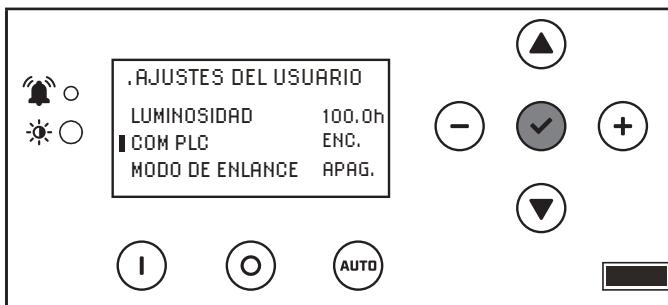 .AJUSTES DEL USUARIO
LUMINOSIDAD 100.0h
COM PLC ENC.
MODO DE ENLANCE APAG.
AUTO